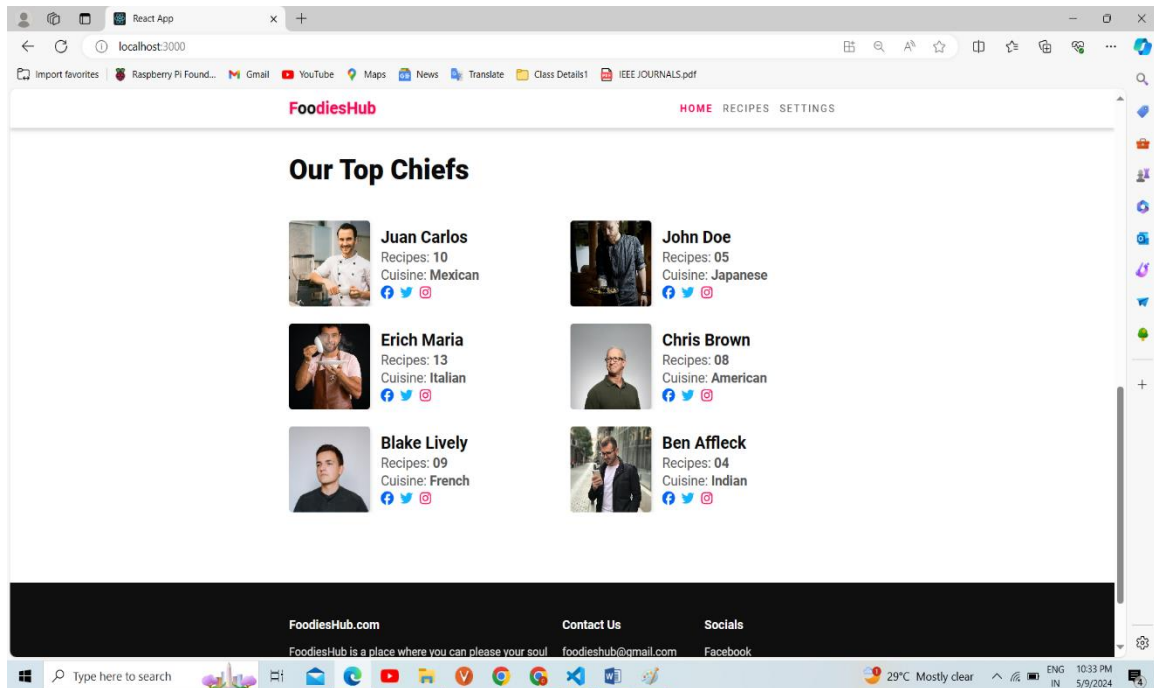 React App
localhost:3000
Import favorites Raspberry Pi Found... Gmail YouTube Maps News Translate Class Details1 IEEE JOURNALS.pdf
FoodiesHub HOME RECIPES SETTINGS
Our Top Chiefs
Juan Carlos
Recipes: 10
Cuisine: Mexican
John Doe
Recipes: 05
Cuisine: Japanese
Erich Maria
Recipes: 13
Cuisine: Italian
Chris Brown
Recipes: 08
Cuisine: American
Blake Lively
Recipes: 09
Cuisine: French
Ben Affleck
Recipes: 04
Cuisine: Indian
FoodiesHub.com
FoodiesHub is a place where you can please your soul
Contact Us
foodieshub@gmail.com
Socials
Facebook
Type here to search
29°C Mostly clear
ENG
IN
10:33 PM
5/9/2024